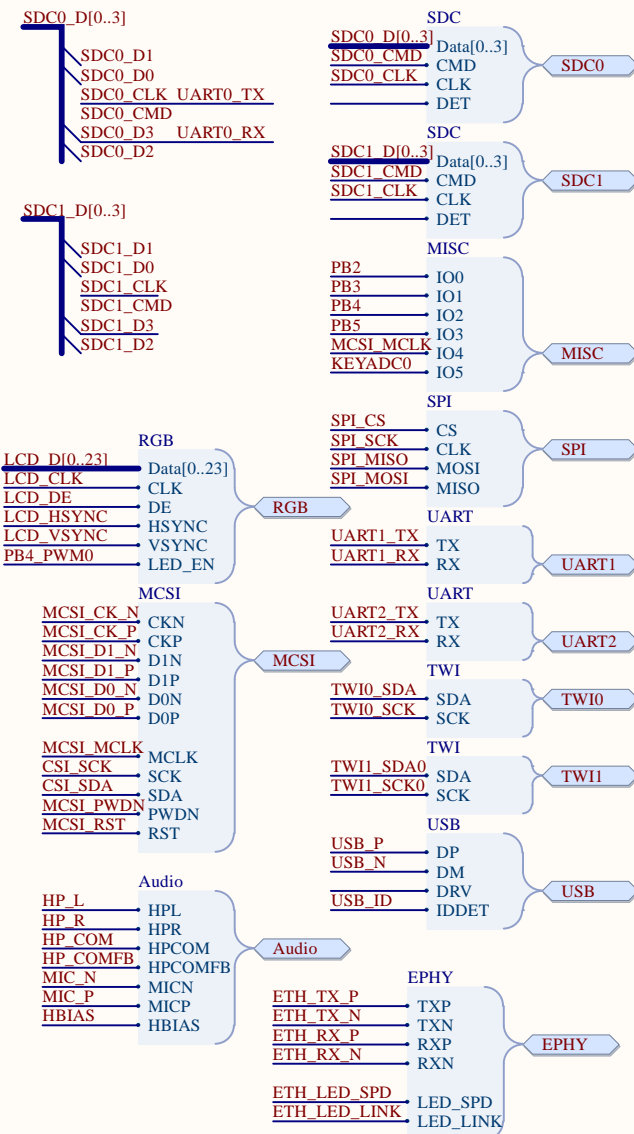 SDC0_D[0..3]
SDC0_D1
SDC0_D0
SDC0_CLK UART0_TX
SDC0_CMD
SDC0_D3 UART0_RX
SDC0_D2
SDC1_D[0..3]
SDC1_D1
SDC1_D0
SDC1_CLK
SDC1_CMD
SDC1_D3
SDC1_D2
RGB
LCD_D[0..23] Data[0..23]
LCD_CLK CLK
LCD_DE DE
LCD_HSYNC HSYNC
LCD_VSYNC VSYNC
PB4_PWM0 LED_EN
RGB
MCSI
MCSI_CK_N CKN
MCSI_CK_P CKP
MCSI_D1_N D1N
MCSI_D1_P D1P
MCSI_D0_N D0N
MCSI_D0_P D0P
MCSI_MCLK MCLK
CSI_SCK SCK
CSI_SDA SDA
MCSI_PWDN PWDN
MCSI_RST RST
MCSI
Audio
HP_L HPL
HP_R HPR
HP_COM HPCOM
HP_COMFB HPCOMFB
MIC_N MICN
MIC_P MICP
HBIAS HBIAS
Audio
SDC
SDC0_D[0..3] Data[0..3]
SDC0_CMD CMD
SDC0_CLK CLK
DET
SDC0
SDC
SDC1_D[0..3] Data[0..3]
SDC1_CMD CMD
SDC1_CLK CLK
DET
SDC1
MISC
PB2 IO0
PB3 IO1
PB4 IO2
PB5 IO3
MCSI_MCLK IO4
KEYADC0 IO5
MISC
SPI
SPI_CS CS
SPI_SCK CLK
SPI_MISO MOSI
SPI_MOSI MISO
SPI
UART
UART1_TX TX
UART1_RX RX
UART1
UART
UART2_TX TX
UART2_RX RX
UART2
TWI
TWI0_SDA SDA
TWI0_SCK SCK
TWI0
TWI
TWI1_SDA0 SDA
TWI1_SCK0 SCK
TWI1
USB
USB_P DP
USB_N DM
DRV
USB_ID IDDET
USB
EPHY
ETH_TX_P TXP
ETH_TX_N TXN
ETH_RX_P RXP
ETH_RX_N RXN
ETH_LED_SPD LED_SPD
ETH_LED_LINK LED_LINK
EPHY